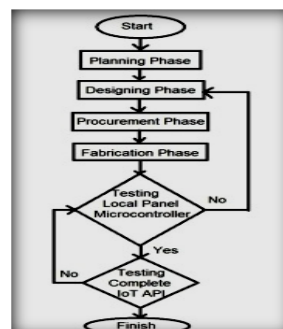 Start
Planning Phase
Designing Phase
Procurement Phase
Fabrication Phase
Testing
Local Panel
Microcontroller
No
Yes
No
Testing
Complete
IoT API
Finish